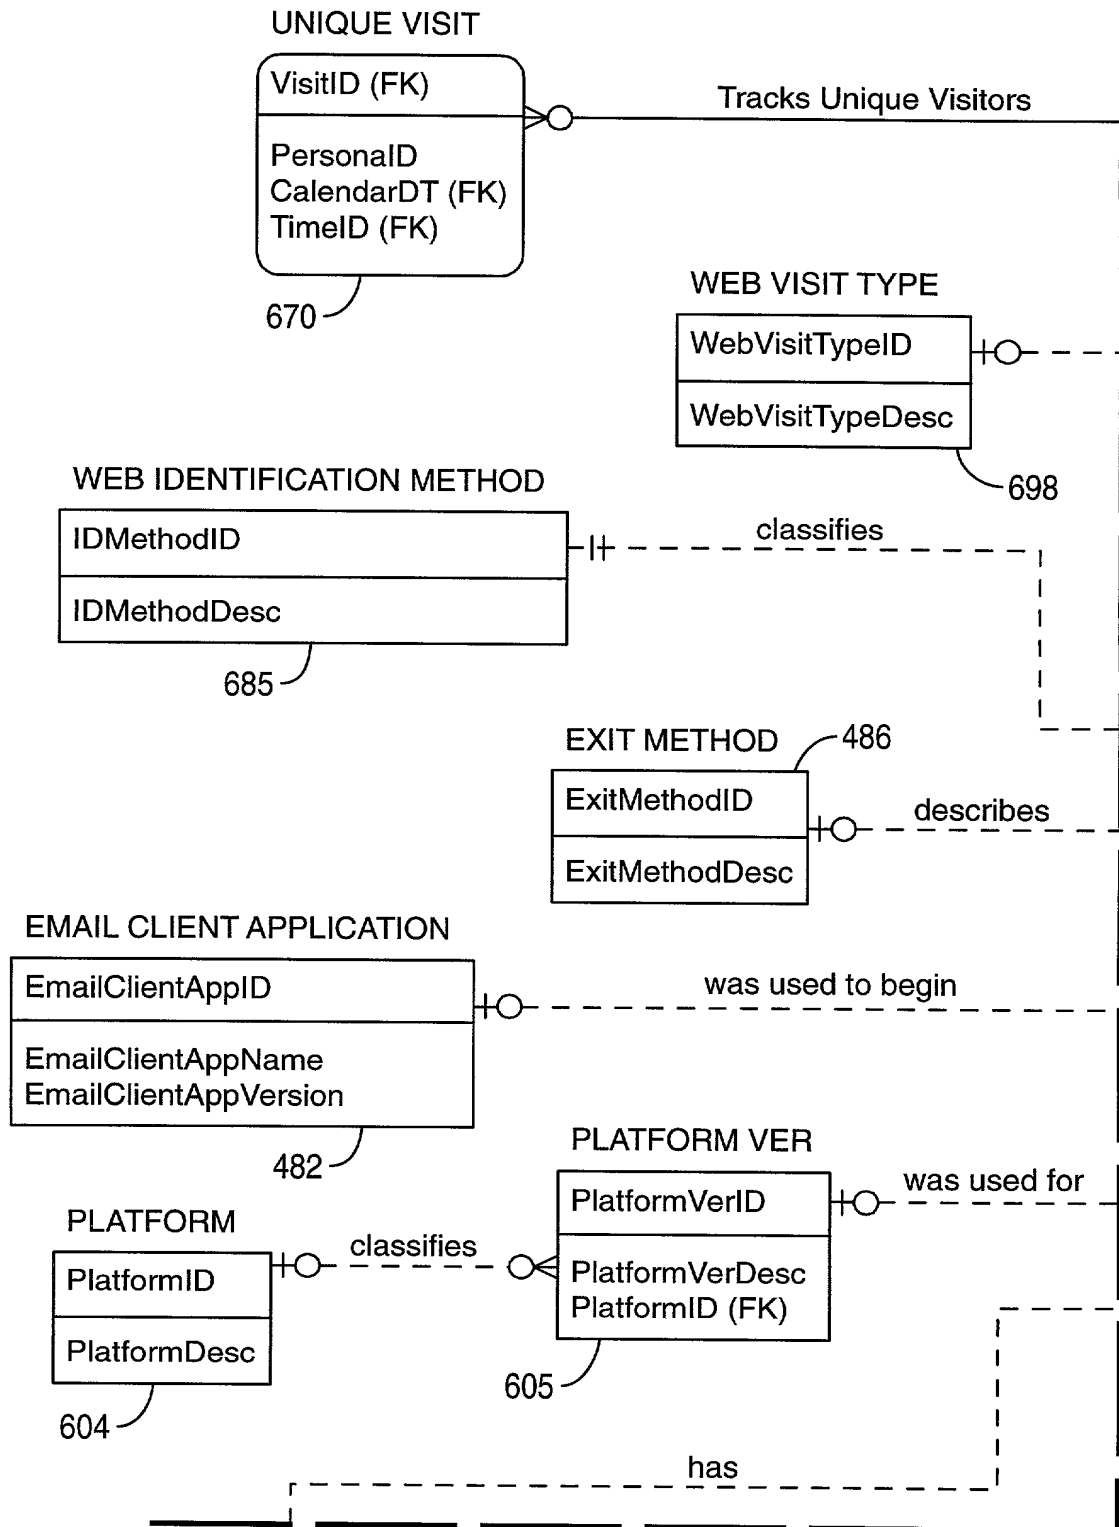 UNIQUE VISIT
VisitID (FK)
Tracks Unique Visitors
PersonaID
CalendarDT (FK)
TimeID (FK)
670
WEB VISIT TYPE
WebVisitTypeID
WebVisitTypeDesc
698
WEB IDENTIFICATION METHOD
IDMethodID
classifies
IDMethodDesc
685
EXIT METHOD
486
ExitMethodID
describes
ExitMethodDesc
EMAIL CLIENT APPLICATION
EmailClientAppID
was used to begin
EmailClientAppName
EmailClientAppVersion
482
PLATFORM VER
PlatformVerID
was used for
PlatformVerDesc
PlatformID (FK)
605
PLATFORM
classifies
PlatformID
PlatformDesc
604
has